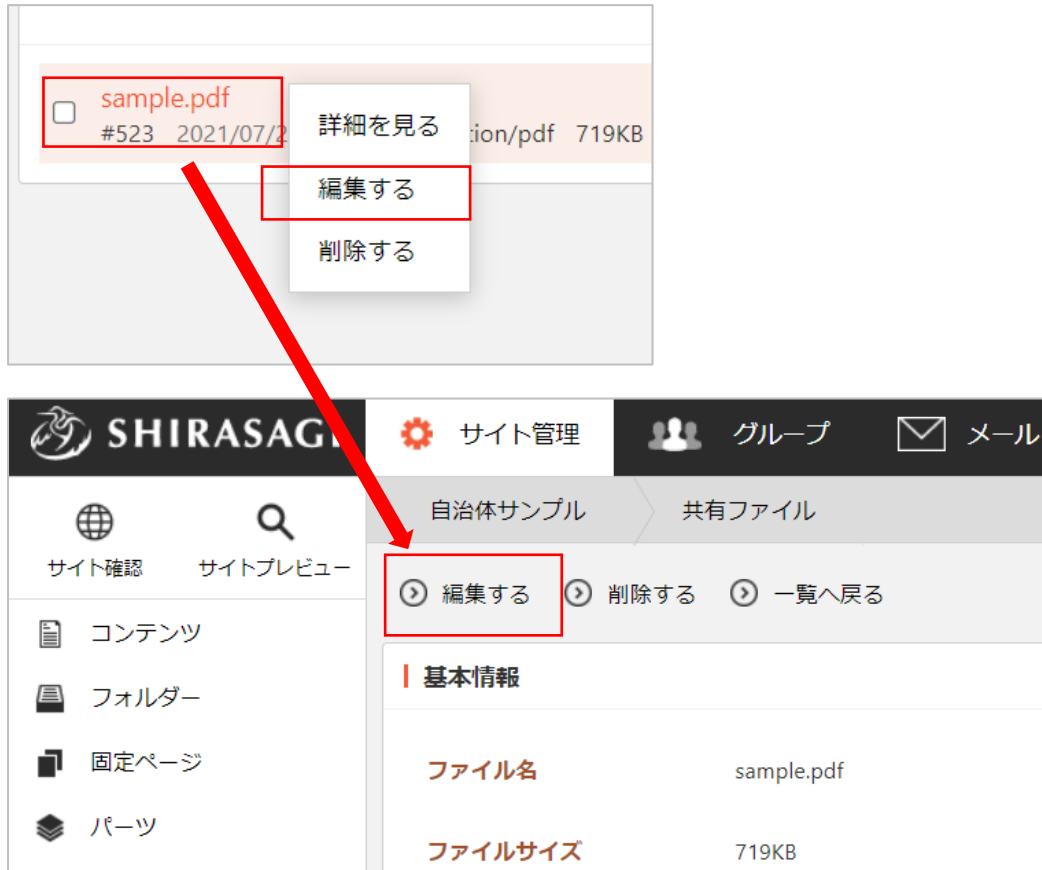 sample.pdf
#523 2021/07/2 tion/pdf 719KB
詳細を見る
編集する
削除する
SHIRASAGI サイト管理 グループ メール
サイト確認 サイトプレビュー
自治体サンプル 共有ファイル
編集する 削除する 一覧へ戻る
コンテンツ
フォルダー
固定ページ
パーツ
基本情報
ファイル名 sample.pdf
ファイルサイズ 719KB